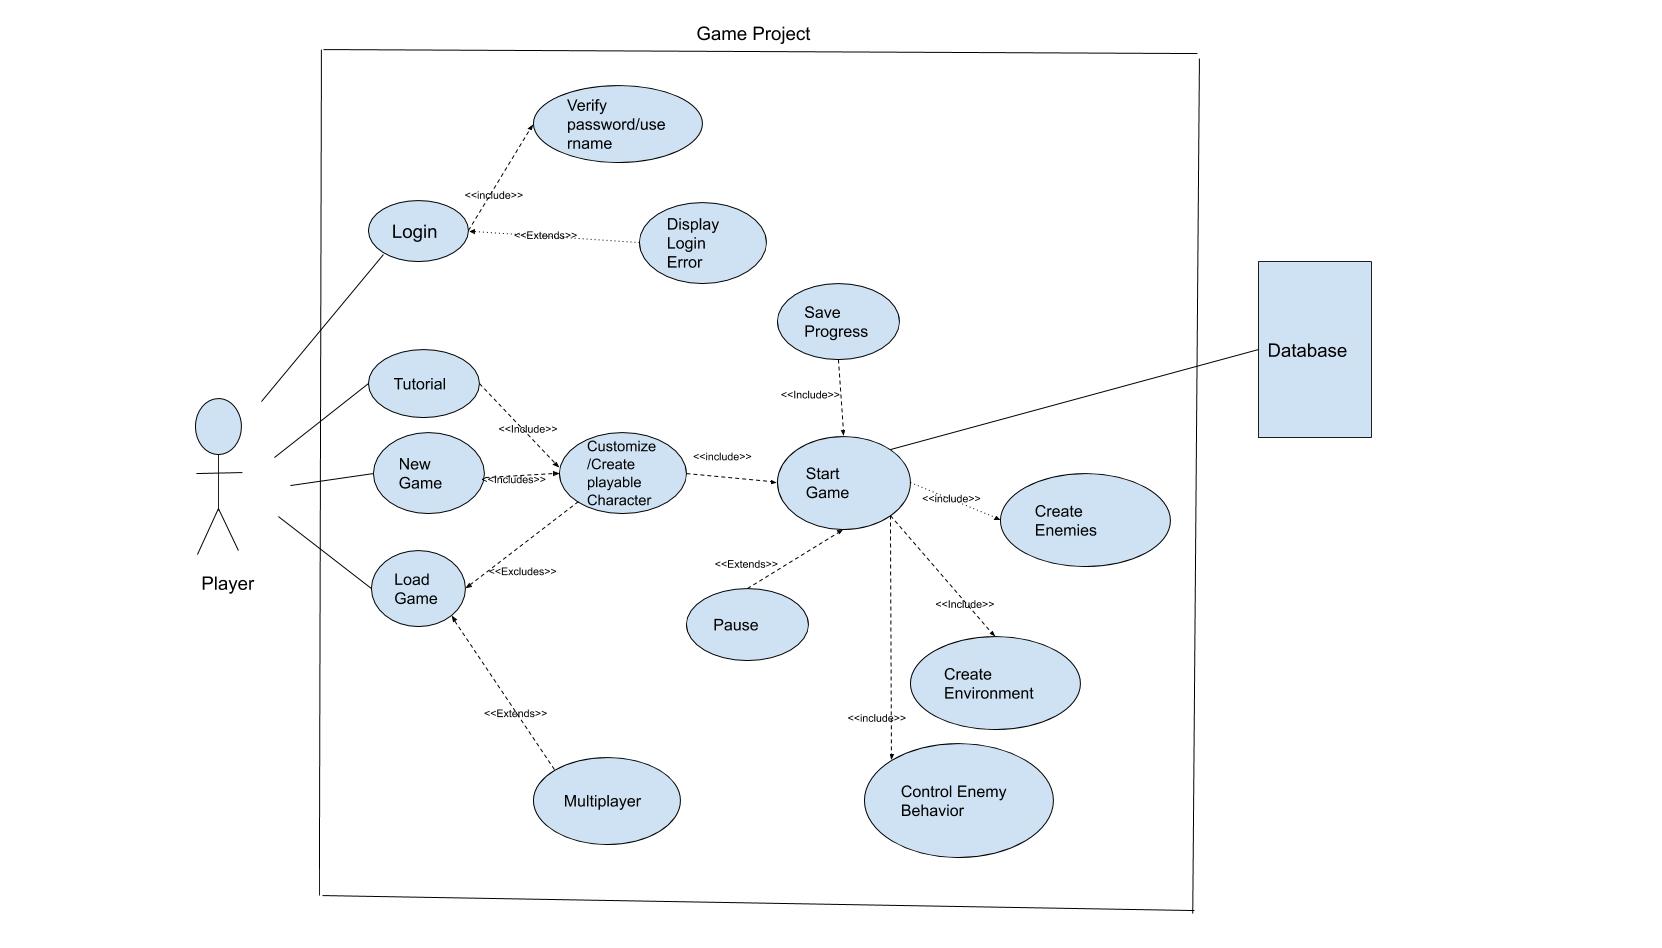 Game Project
Verify
password/use
rname
<<include>>
Login
<<Extends>>
Display
Login
Error
Save
Progress
Database
Tutorial
<<Include>>
<<Include>>
New
Game
<<Includes>>
Customize
/Create
playable
Character
<<include>>
Start
Game
<<include>>
Create
Enemies
Load
Game
<<Excludes>>
<<Extends>>
Player
Pause
<<Include>>
Create
Environment
<<Extends>>
<<include>>
Multiplayer
Control Enemy
Behavior